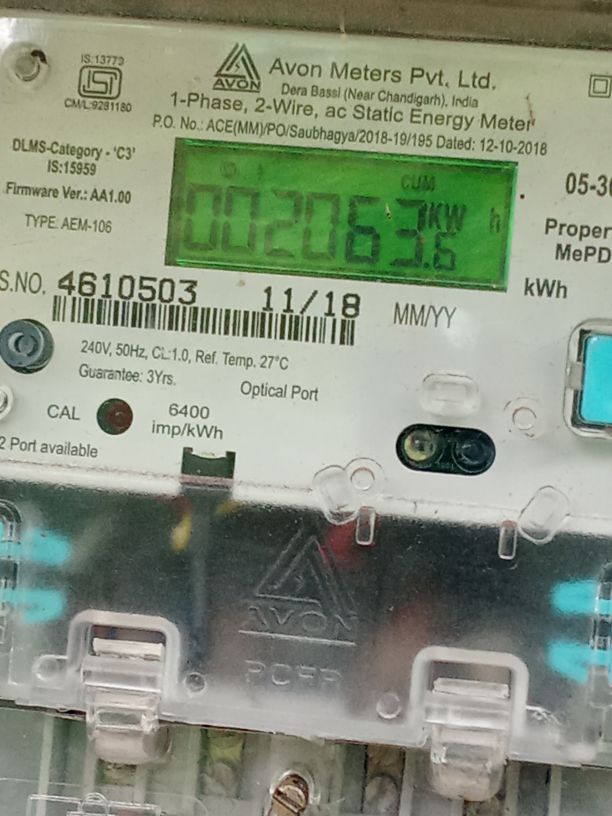 IS:13779
CM/L:9281180
AVON
Avon Meters Pvt. Ltd.
Dera Bassi (Near Chandigarh), India
1-Phase, 2-Wire, ac Static Energy Meter
P.O. No.: ACE(MM)/PO/Saubhagya/2018-19/195 Dated: 12-10-2018
DLMS-Category - 'C3'
IS:15959
Firmware Ver.: AA1.00
TYPE: AEM-106
CUM
002063.6 KW h
05-30
Proper
MePD
kWh
S.NO. 4610503 11/18 MM/YY
240V, 50Hz, CL:1.0, Ref. Temp. 27°C
Guarantee: 3Yrs.
Optical Port
CAL
6400
imp/kWh
2 Port available
AVON